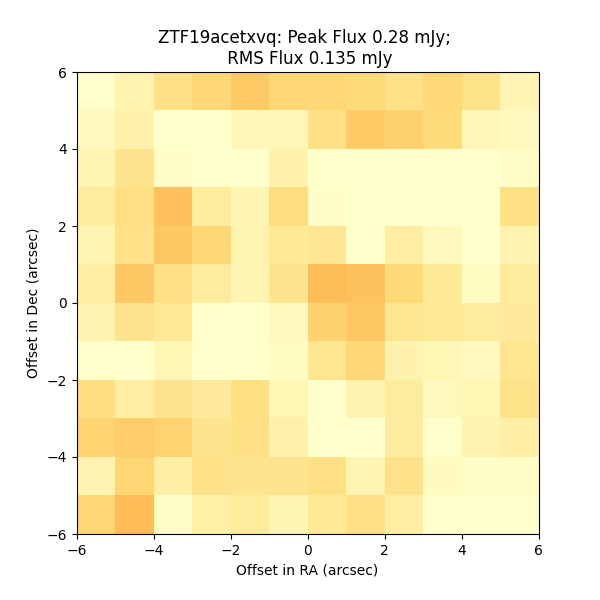 ZTF19acetxvq: Peak Flux 0.28 mJy;
RMS Flux 0.135 mJy
6
4
2
0
−2
−4
−6
Offset in Dec (arcsec)
−6 −4 −2 0 2 4 6
Offset in RA (arcsec)